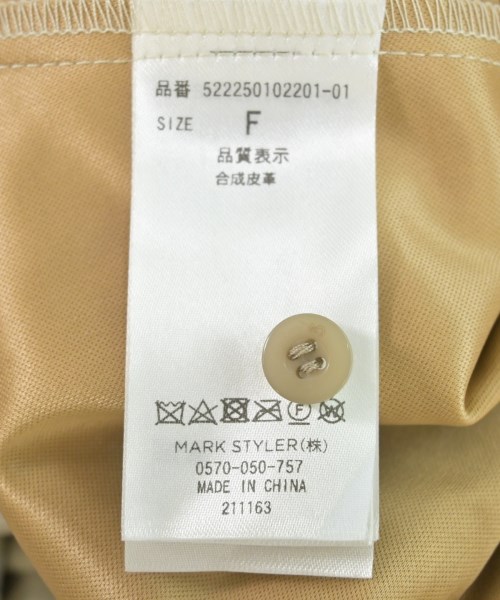 品番 522250102201-01
SIZE F
品質表示
合成皮革
F W
MARK STYLER(株)
0570-050-757
MADE IN CHINA
211163